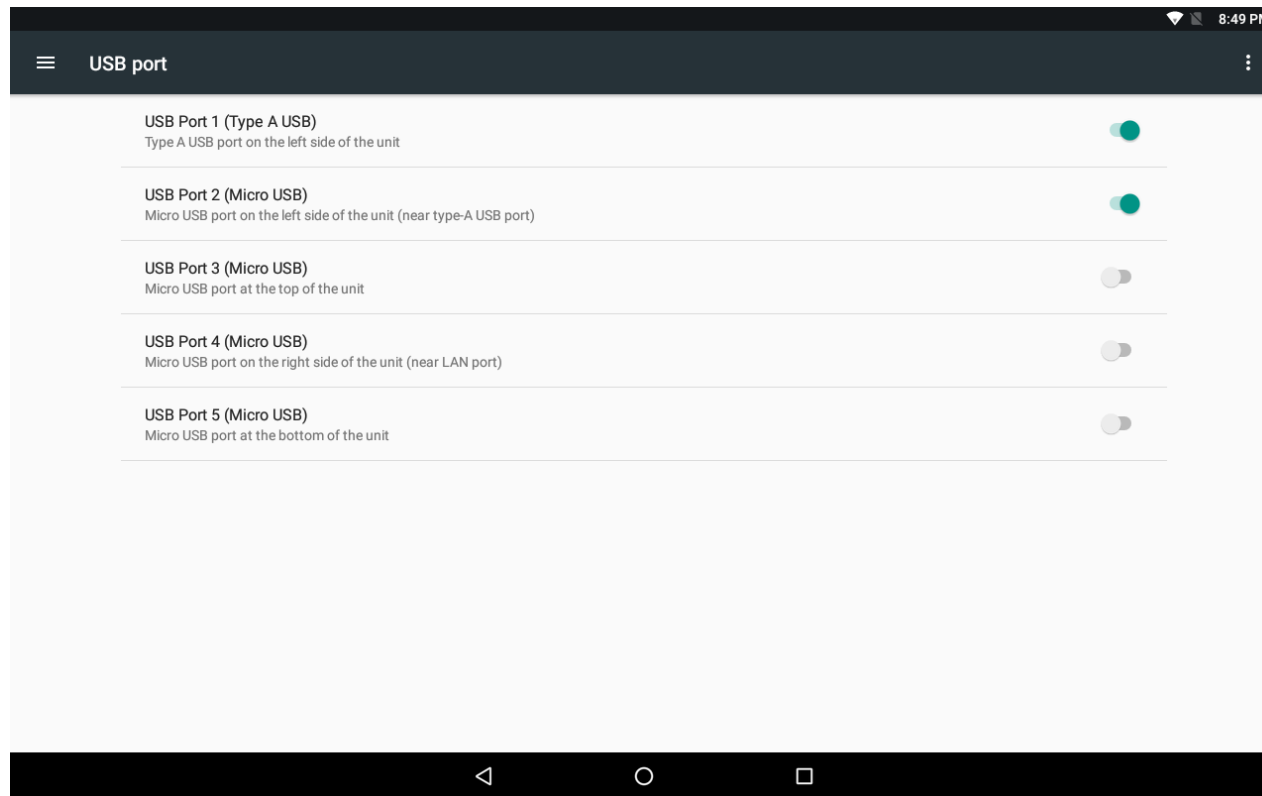 8:49 PM
USB port
USB Port 1 (Type A USB)
Type A USB port on the left side of the unit
USB Port 2 (Micro USB)
Micro USB port on the left side of the unit (near type-A USB port)
USB Port 3 (Micro USB)
Micro USB port at the top of the unit
USB Port 4 (Micro USB)
Micro USB port on the right side of the unit (near LAN port)
USB Port 5 (Micro USB)
Micro USB port at the bottom of the unit